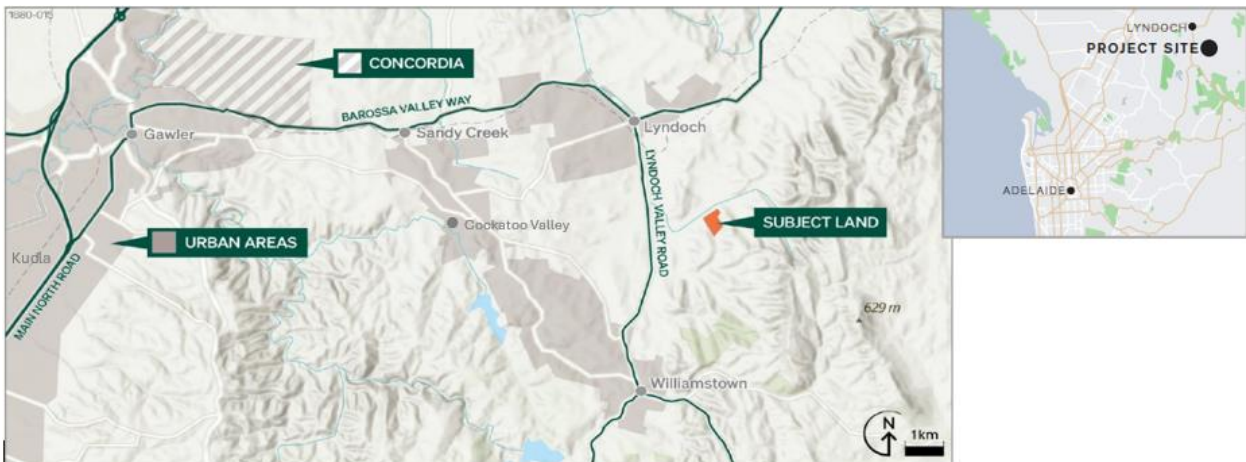 1680-015
CONCORDIA
BAROSSA VALLEY WAY
Gawler
Sandy Creek
Lyndoch
LYNDOCH VALLEY ROAD
Cockatoo Valley
SUBJECT LAND
URBAN AREAS
Kudla
MAIN NORTH ROAD
629 m
Williamstown
N
1km
LYNDOCH
PROJECT SITE
ADELAIDE